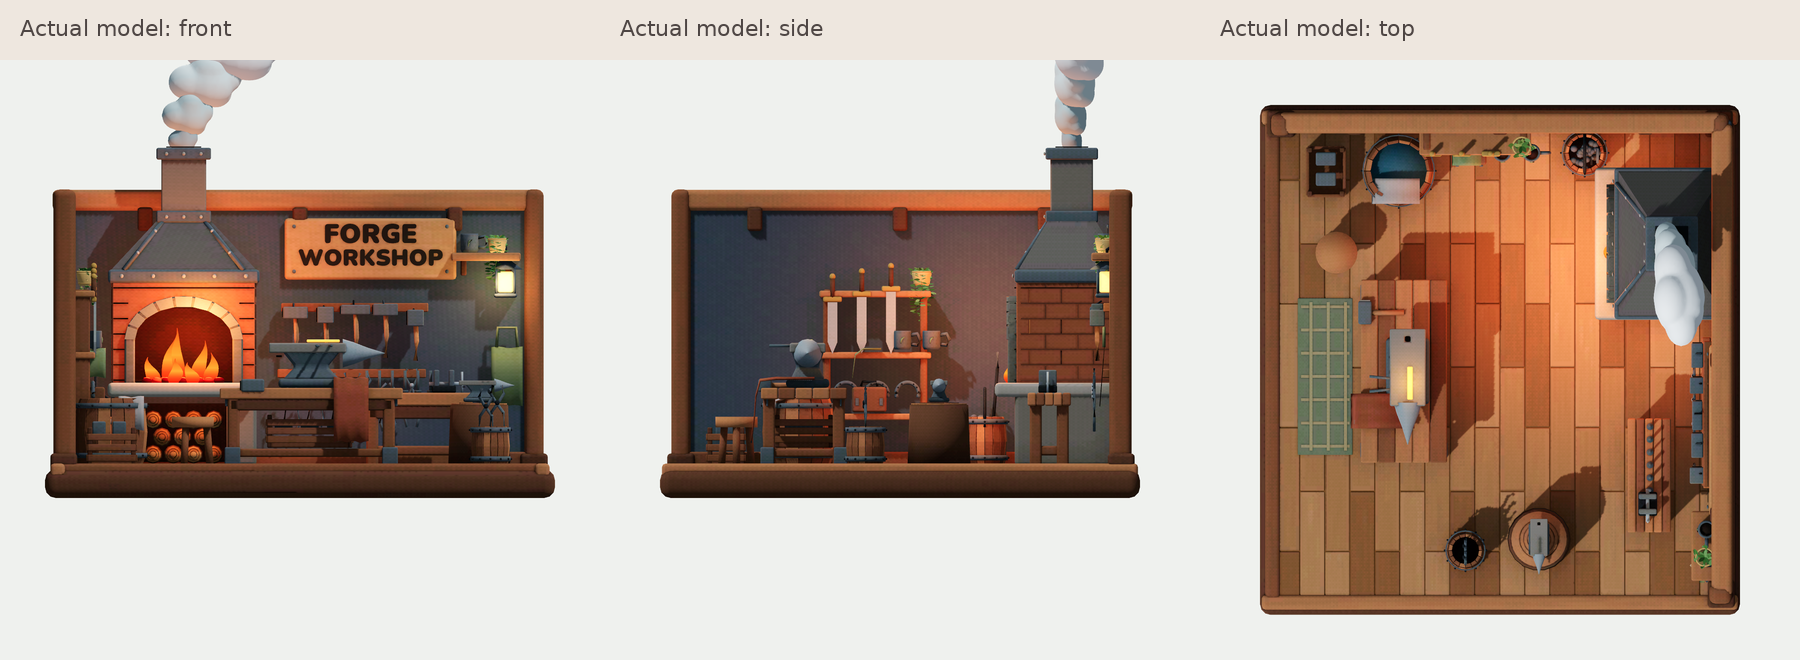 Actual model: front
Actual model: side
Actual model: top
FORGE
WORKSHOP